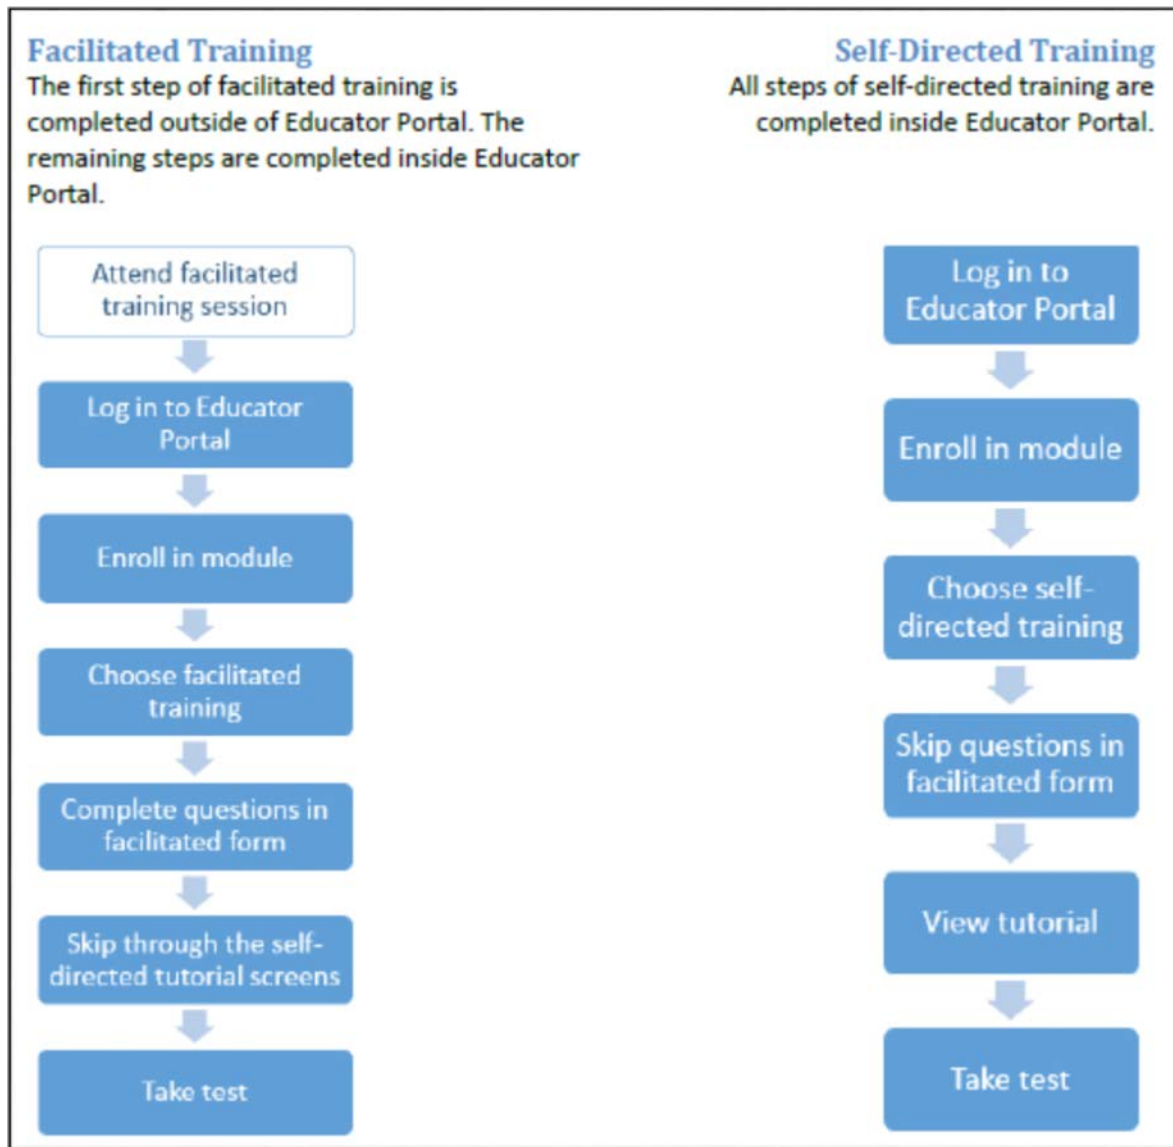 Facilitated Training
The first step of facilitated training is
completed outside of Educator Portal. The
remaining steps are completed inside Educator
Portal.
Attend facilitated
training session
Log in to Educator
Portal
Enroll in module
Choose facilitated
training
Complete questions in
facilitated form
Skip through the self-
directed tutorial screens
Take test
Self-Directed Training
All steps of self-directed training are
completed inside Educator Portal.
Log in to
Educator Portal
Enroll in module
Choose self-
directed training
Skip questions in
facilitated form
View tutorial
Take test